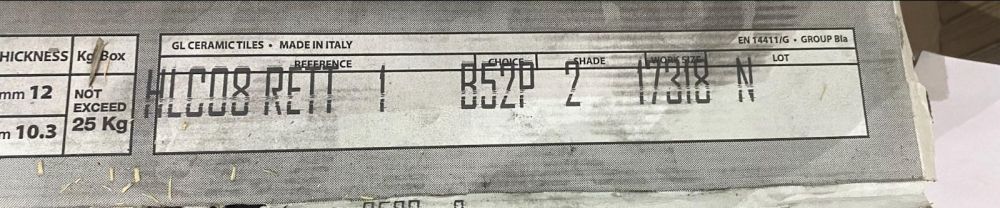 GL CERAMIC TILES • MADE IN ITALY
EN 14411/G • GROUP BIa
REFERENCE CHOICE SHADE WORK SIZE LOT
HLC08 RETT 1 B52P 2 17318 N
HICKNESS Kg Box
mm 12 NOT
EXCEED
m 10.3 25 Kg